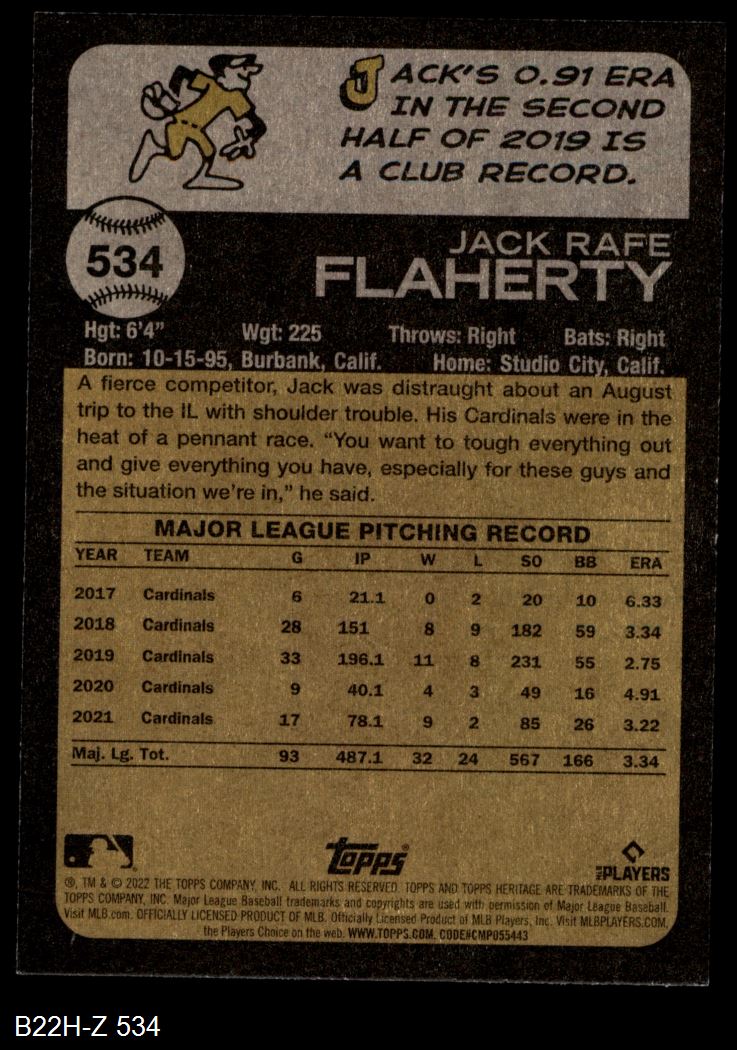 JACK'S 0.91 ERA
IN THE SECOND
HALF OF 2019 IS
A CLUB RECORD.
534
JACK RAFE
FLAHERTY
Hgt: 6'4" Wgt: 225 Throws: Right Bats: Right
Born: 10-15-95, Burbank, Calif. Home: Studio City, Calif.
A fierce competitor, Jack was distraught about an August
trip to the IL with shoulder trouble. His Cardinals were in the
heat of a pennant race. “You want to tough everything out
and give everything you have, especially for these guys and
the situation we're in,” he said.
MAJOR LEAGUE PITCHING RECORD
YEAR TEAM G IP W L SO BB ERA
2017 Cardinals 6 21.1 0 2 20 10 6.33
2018 Cardinals 28 151 8 9 182 59 3.34
2019 Cardinals 33 196.1 11 8 231 55 2.75
2020 Cardinals 9 40.1 4 3 49 16 4.91
2021 Cardinals 17 78.1 9 2 85 26 3.22
Maj. Lg. Tot. 93 487.1 32 24 567 166 3.34
Topps®
MLB PLAYERS
®, TM & © 2022 THE TOPPS COMPANY, INC. ALL RIGHTS RESERVED. TOPPS AND TOPPS HERITAGE ARE TRADEMARKS OF THE
TOPPS COMPANY, INC. Major League Baseball trademarks and copyrights are used with permission of Major League Baseball.
Visit MLB.com. OFFICIALLY LICENSED PRODUCT OF MLB. Officially Licensed Product of MLB Players, Inc. Visit MLBPLAYERS.COM,
the Players Choice on the web. WWW.TOPPS.COM. CODE#CMP055443
B22H-Z 534